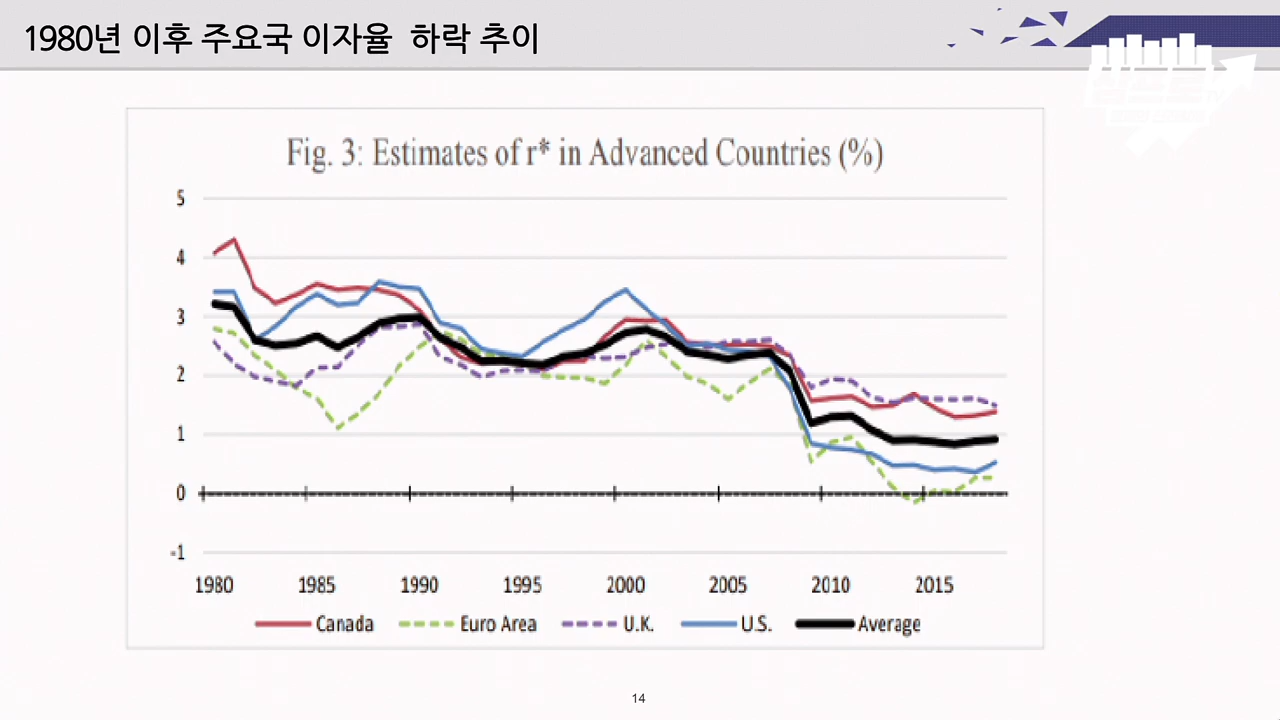 1980년 이후 주요국 이자율 하락 추이
Fig. 3: Estimates of r* in Advanced Countries (%)
5
4
3
2
1
0
-1
1980 1985 1990 1995 2000 2005 2010 2015
Canada Euro Area U.K. U.S. Average
14